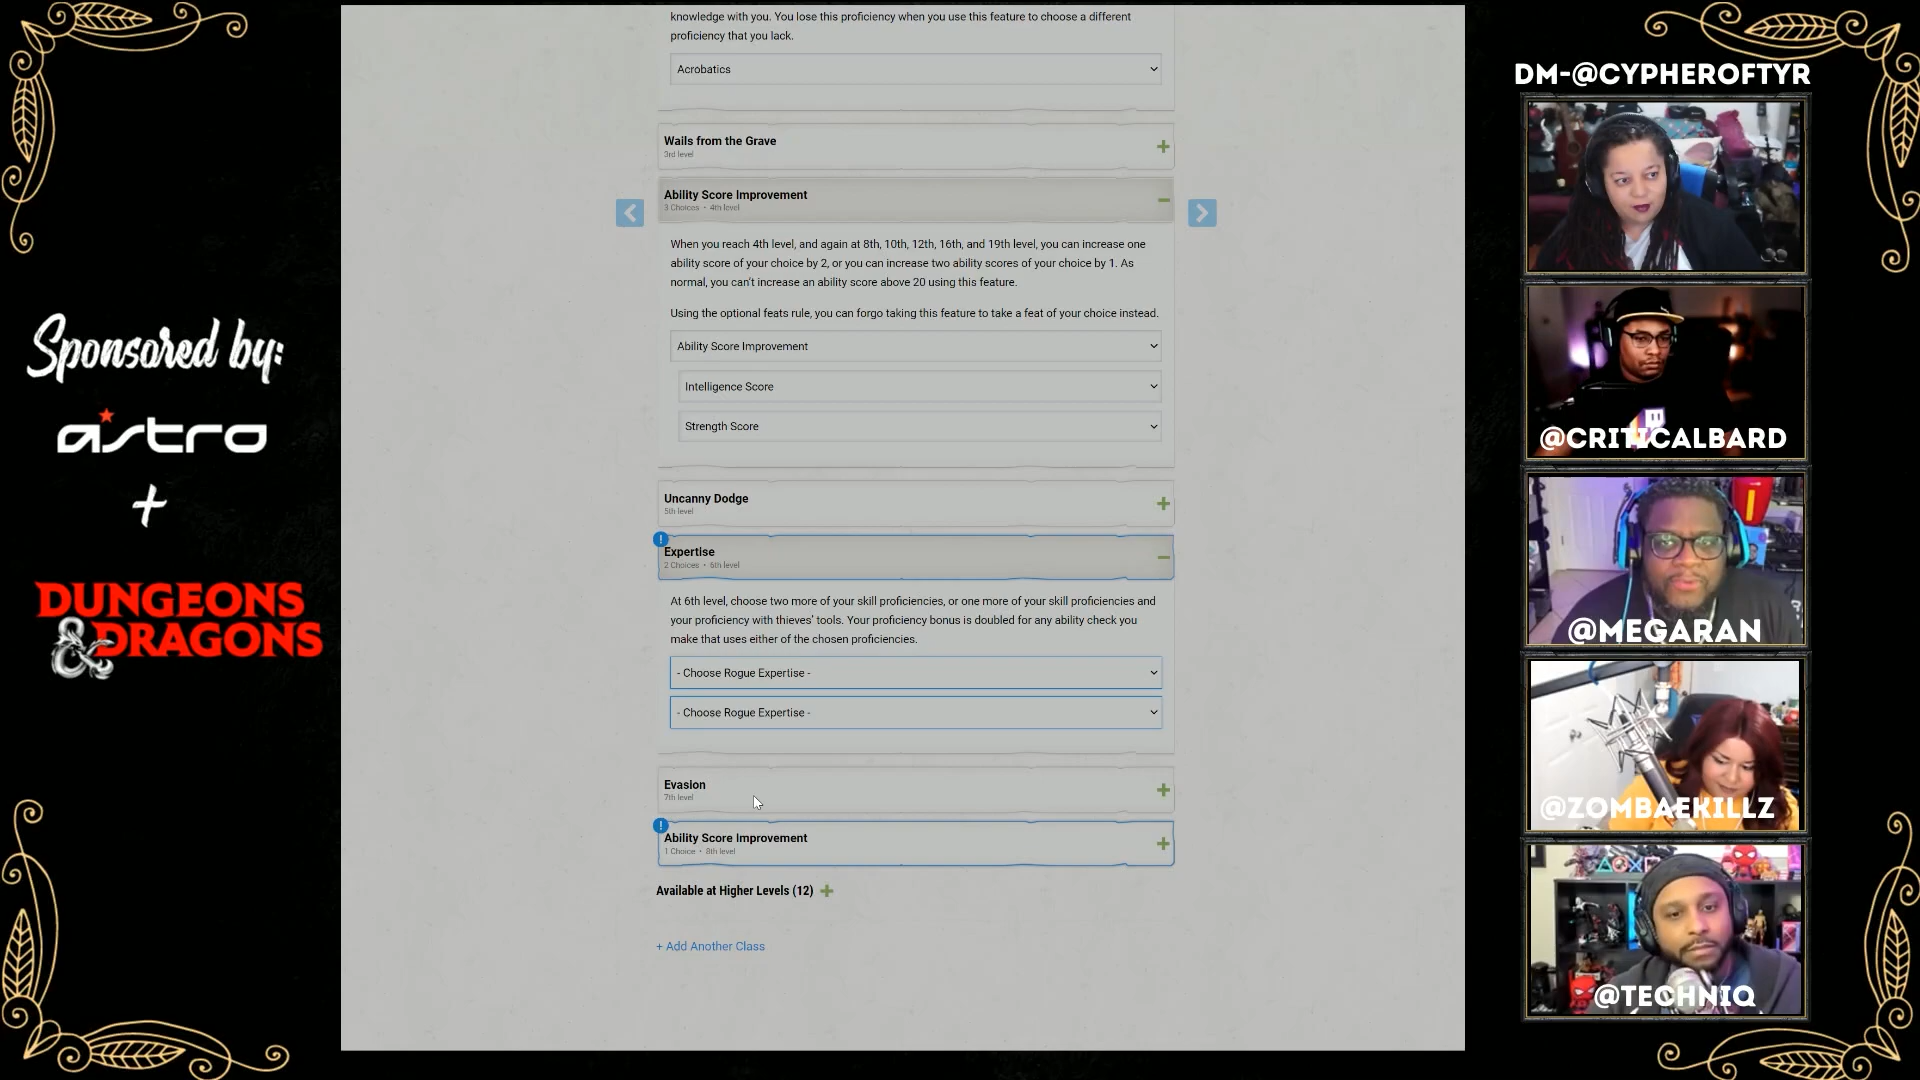 Sponsored by:
astro
+
DUNGEONS
& DRAGONS
knowledge with you. You lose this proficiency when you use this feature to choose a different
proficiency that you lack.
Acrobatics
Wails from the Grave
3rd level
Ability Score Improvement
3 Choices • 4th level
When you reach 4th level, and again at 8th, 10th, 12th, 16th, and 19th level, you can increase one
ability score of your choice by 2, or you can increase two ability scores of your choice by 1. As
normal, you can't increase an ability score above 20 using this feature.
Using the optional feats rule, you can forgo taking this feature to take a feat of your choice instead.
Ability Score Improvement
Intelligence Score
Strength Score
Uncanny Dodge
5th level
!
Expertise
2 Choices • 6th level
At 6th level, choose two more of your skill proficiencies, or one more of your skill proficiencies and
your proficiency with thieves' tools. Your proficiency bonus is doubled for any ability check you
make that uses either of the chosen proficiencies.
- Choose Rogue Expertise -
- Choose Rogue Expertise -
Evasion
7th level
!
Ability Score Improvement
1 Choice • 8th level
Available at Higher Levels (12)
+ Add Another Class
DM-@CYPHEROFTYR
@CRITICALBARD
@MEGARAN
@ZOMBAEKILLZ
@TECHNIQ